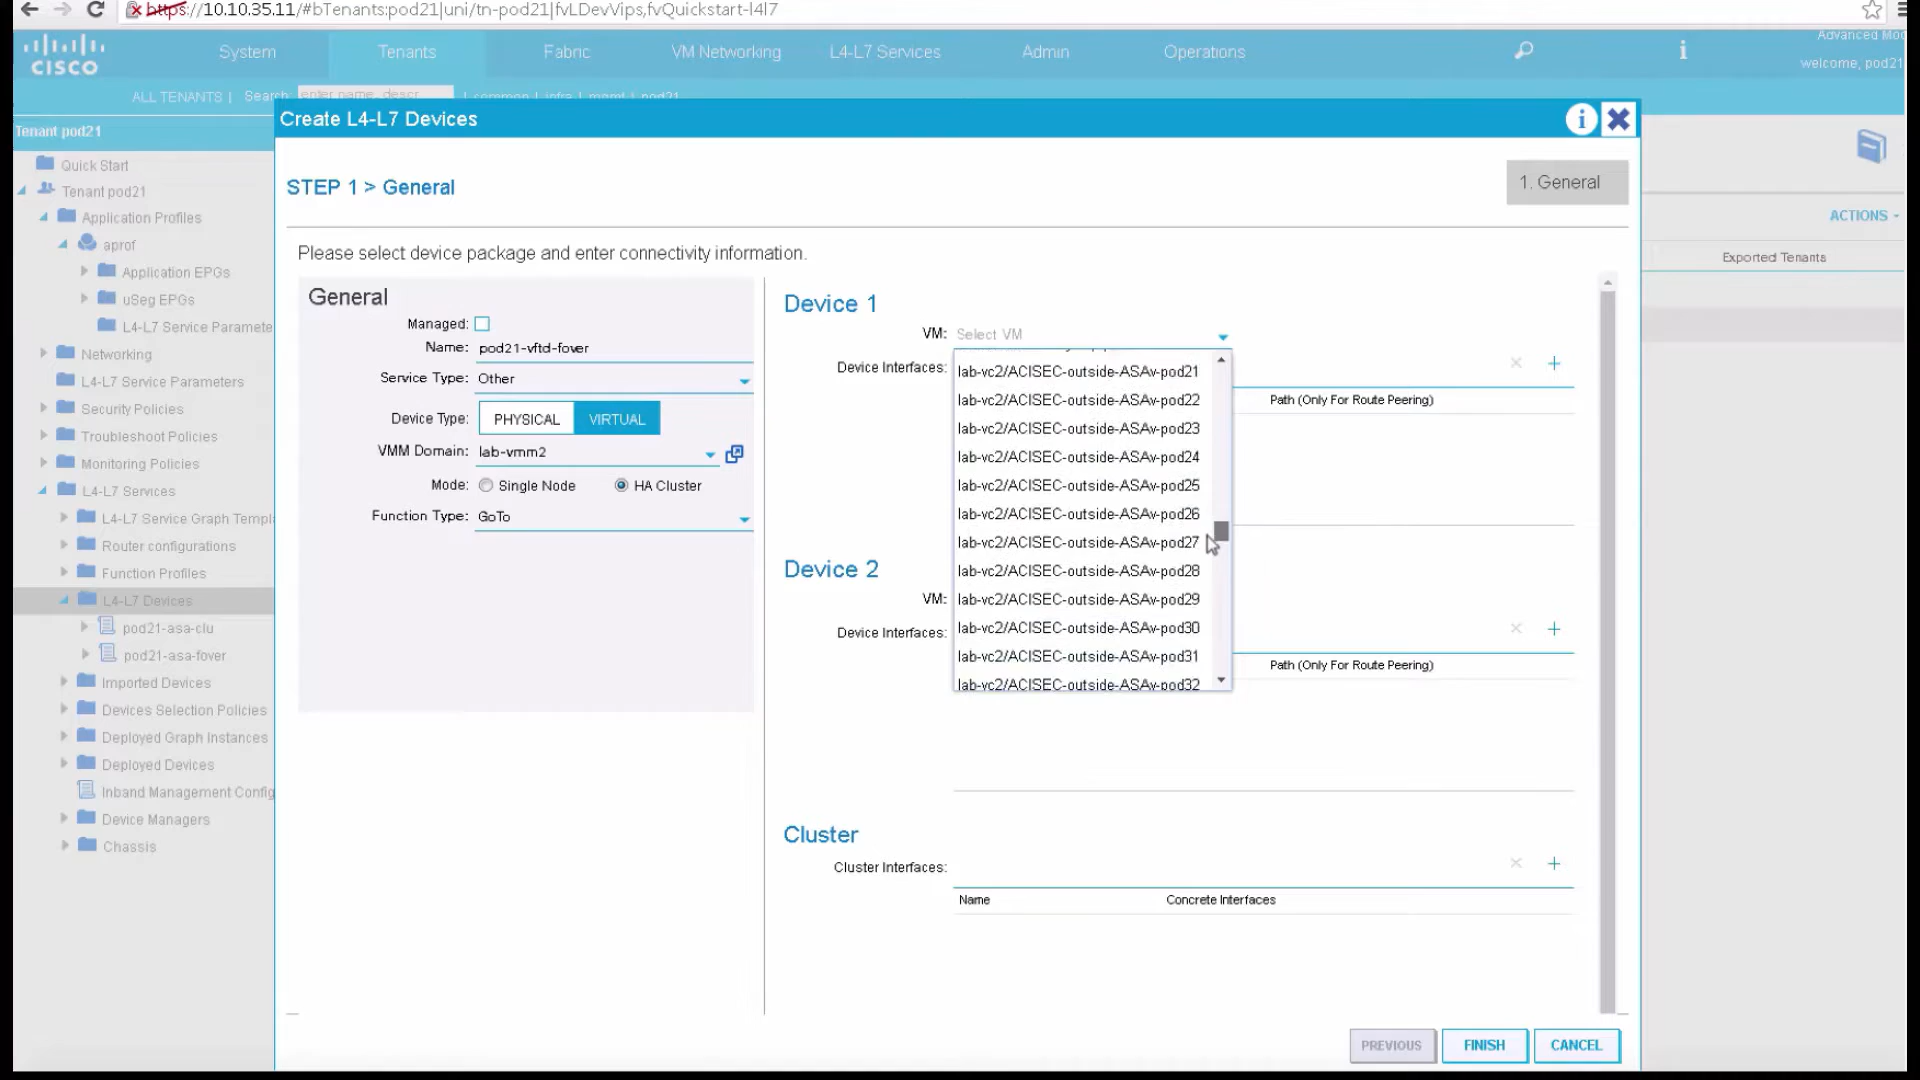 https://10.10.35.11/#bTenants:pod21|uni/tn-pod21|fvLDevVips,fvQuickstart-l4l7
Advanced Mod
CISCO
System
Tenants
Fabric
VM Networking
L4-L7 Services
Admin
Operations
i
welcome, pod21
ALL TENANTS | Search: enter name, descr | common | infra | mgmt | pod21
Tenant pod21
Quick Start
Tenant pod21
Application Profiles
aprof
Application EPGs
uSeg EPGs
L4-L7 Service Paramete
Networking
L4-L7 Service Parameters
Security Policies
Troubleshoot Policies
Monitoring Policies
L4-L7 Services
L4-L7 Service Graph Templ
Router configurations
Function Profiles
L4-L7 Devices
pod21-asa-clu
pod21-asa-fover
Imported Devices
Devices Selection Policies
Deployed Graph Instances
Deployed Devices
Inband Management Config
Device Managers
Chassis
Create L4-L7 Devices
i
STEP 1 > General
1. General
Please select device package and enter connectivity information.
General
Managed:
Name: pod21-vftd-fover
Service Type: Other
Device Type: PHYSICAL VIRTUAL
VMM Domain: lab-vmm2
Mode: Single Node HA Cluster
Function Type: GoTo
Device 1
VM: Select VM
Device Interfaces:
lab-vc2/ACISEC-outside-ASAv-pod21
lab-vc2/ACISEC-outside-ASAv-pod22
lab-vc2/ACISEC-outside-ASAv-pod23
lab-vc2/ACISEC-outside-ASAv-pod24
lab-vc2/ACISEC-outside-ASAv-pod25
lab-vc2/ACISEC-outside-ASAv-pod26
lab-vc2/ACISEC-outside-ASAv-pod27
lab-vc2/ACISEC-outside-ASAv-pod28
lab-vc2/ACISEC-outside-ASAv-pod29
lab-vc2/ACISEC-outside-ASAv-pod30
lab-vc2/ACISEC-outside-ASAv-pod31
lab-vc2/ACISEC-outside-ASAv-pod32
Path (Only For Route Peering)
Device 2
VM:
Device Interfaces:
Path (Only For Route Peering)
Cluster
Cluster Interfaces:
Name
Concrete Interfaces
PREVIOUS
FINISH
CANCEL
ACTIONS
Exported Tenants